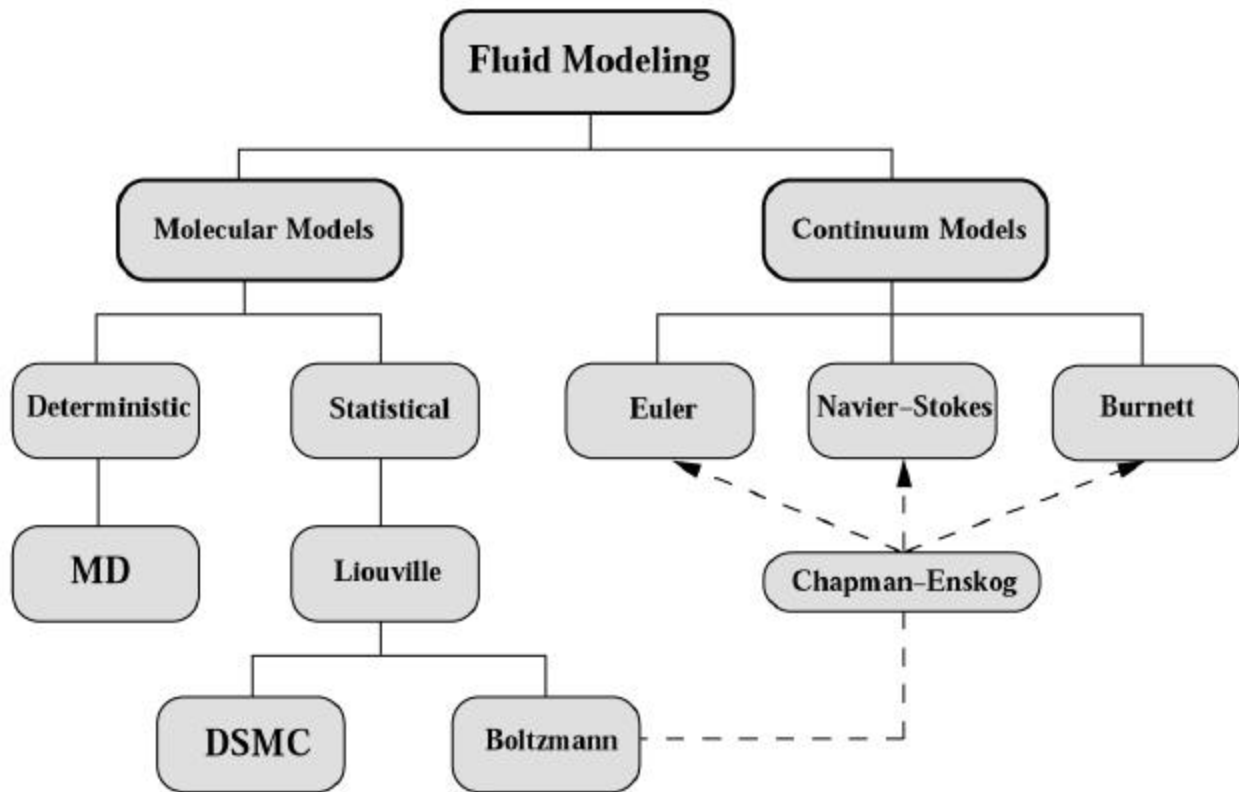 Fluid Modeling
Molecular Models
Continuum Models
Deterministic
Statistical
Euler
Navier–Stokes
Burnett
MD
Liouville
Chapman–Enskog
DSMC
Boltzmann